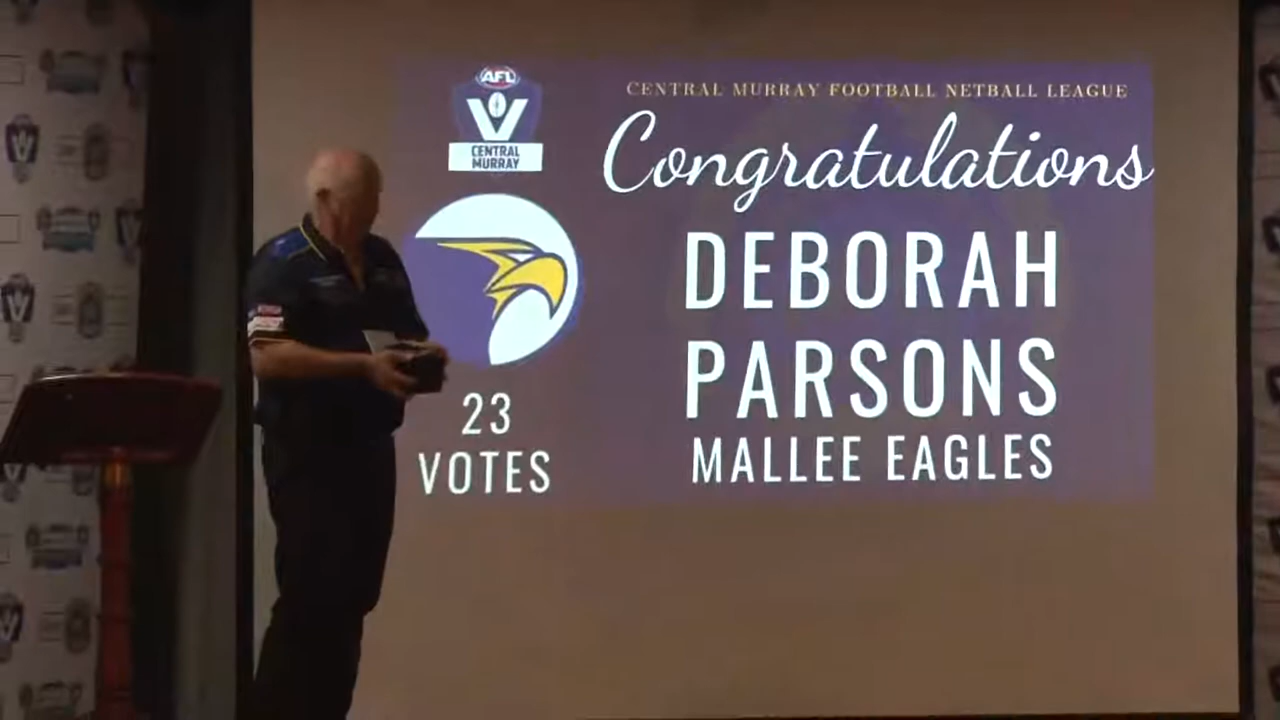 AFL
V
CENTRAL
MURRAY
CENTRAL MURRAY FOOTBALL NETBALL LEAGUE
Congratulations
DEBORAH
PARSONS
MALLEE EAGLES
23
VOTES